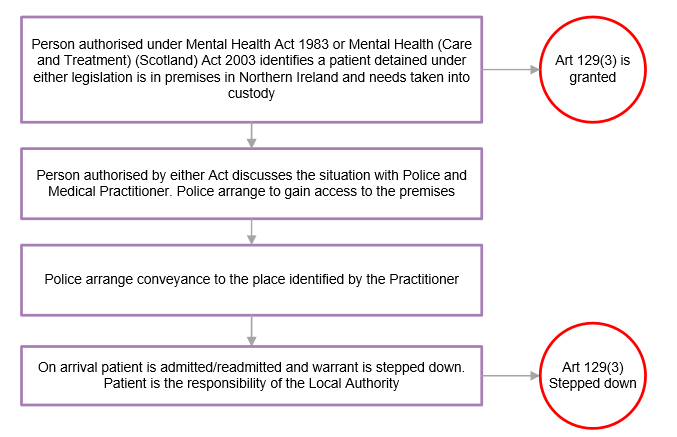 Person authorised under Mental Health Act 1983 or Mental Health (Care
and Treatment) (Scotland) Act 2003 identifies a patient detained under
either legislation is in premises in Northern Ireland and needs taken into
custody
Art 129(3) is
granted
Person authorised by either Act discusses the situation with Police and
Medical Practitioner. Police arrange to gain access to the premises
Police arrange conveyance to the place identified by the Practitioner
On arrival patient is admitted/readmitted and warrant is stepped down.
Patient is the responsibility of the Local Authority
Art 129(3)
Stepped down